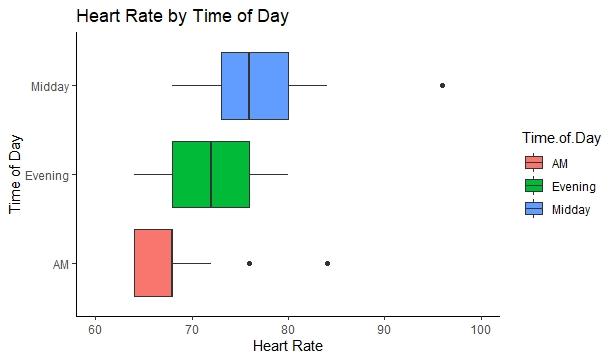 Heart Rate by Time of Day
Time of Day
Midday
Evening
AM
60 70 80 90 100
Heart Rate
Time.of.Day
AM
Evening
Midday